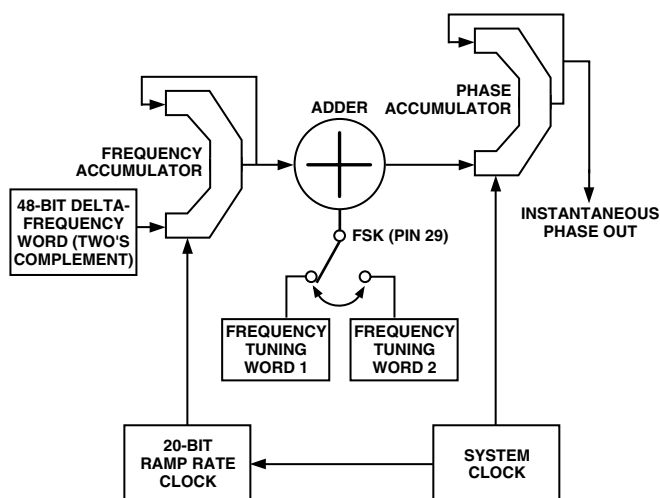 PHASE
ACCUMULATOR
ADDER
FREQUENCY
ACCUMULATOR
48-BIT DELTA-
FREQUENCY
WORD (TWO'S
COMPLEMENT)
INSTANTANEOUS
PHASE OUT
FSK (PIN 29)
FREQUENCY
TUNING
WORD 1
FREQUENCY
TUNING
WORD 2
20-BIT
RAMP RATE
CLOCK
SYSTEM
CLOCK